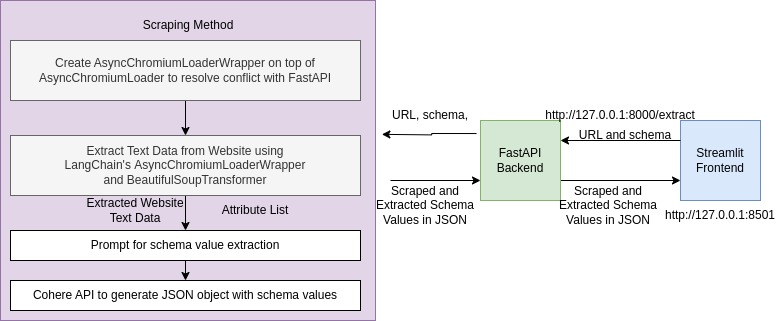 Scraping Method
Create AsyncChromiumLoaderWrapper on top of
AsyncChromiumLoader to resolve conflict with FastAPI
Extract Text Data from Website using
LangChain's AsyncChromiumLoaderWrapper
and BeautifulSoupTransformer
Extracted Website
Text Data
Attribute List
Prompt for schema value extraction
Cohere API to generate JSON object with schema values
URL, schema,
Scraped and
Extracted Schema
Values in JSON
FastAPI
Backend
http://127.0.0.1:8000/extract
URL and schema
Scraped and
Extracted Schema
Values in JSON
Streamlit
Frontend
http://127.0.0.1:8501